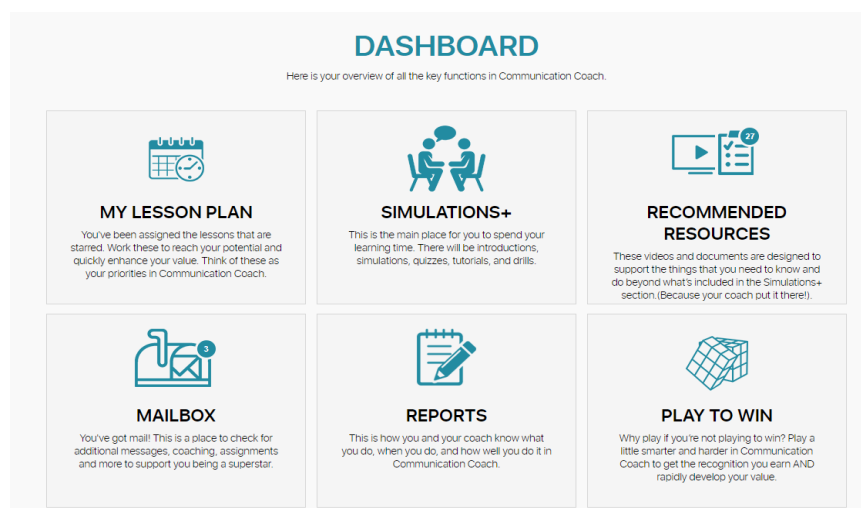 DASHBOARD
Here is your overview of all the key functions in Communication Coach.
MY LESSON PLAN
You've been assigned the lessons that are
starred. Work these to reach your potential and
quickly enhance your value. Think of these as
your priorities in Communication Coach.
SIMULATIONS+
This is the main place for you to spend your
learning time. There will be introductions,
simulations, quizzes, tutorials, and drills.
27
RECOMMENDED
RESOURCES
These videos and documents are designed to
support the things that you need to know and
do beyond what's included in the Simulations+
section.(Because your coach put it there!).
3
MAILBOX
You've got mail! This is a place to check for
additional messages, coaching, assignments
and more to support you being a superstar.
REPORTS
This is how you and your coach know what
you do, when you do, and how well you do it in
Communication Coach.
PLAY TO WIN
Why play if you're not playing to win? Play a
little smarter and harder in Communication
Coach to get the recognition you earn AND
rapidly develop your value.